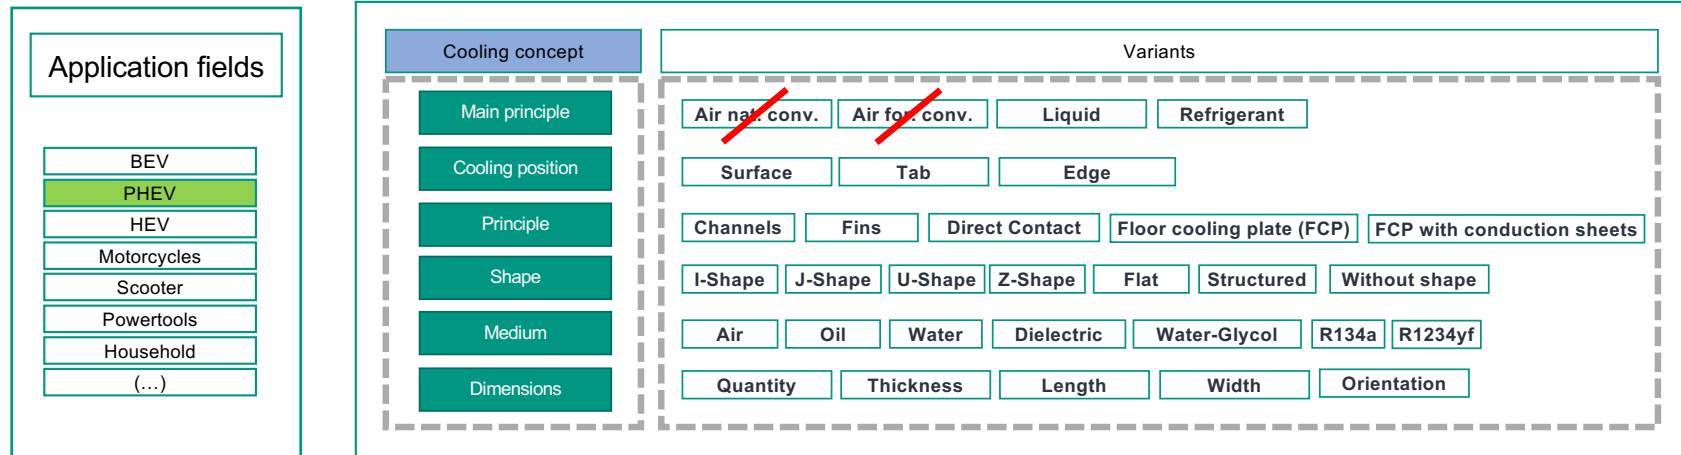 Application fields
BEV
PHEV
HEV
Motorcycles
Scooter
Powertools
Household
(…)
Cooling concept Variants
Main principle Air nat. conv. Air for. conv. Liquid Refrigerant
Cooling position Surface Tab Edge
Principle Channels Fins Direct Contact Floor cooling plate (FCP) FCP with conduction sheets
Shape I-Shape J-Shape U-Shape Z-Shape Flat Structured Without shape
Medium Air Oil Water Dielectric Water-Glycol R134a R1234yf
Dimensions Quantity Thickness Length Width Orientation